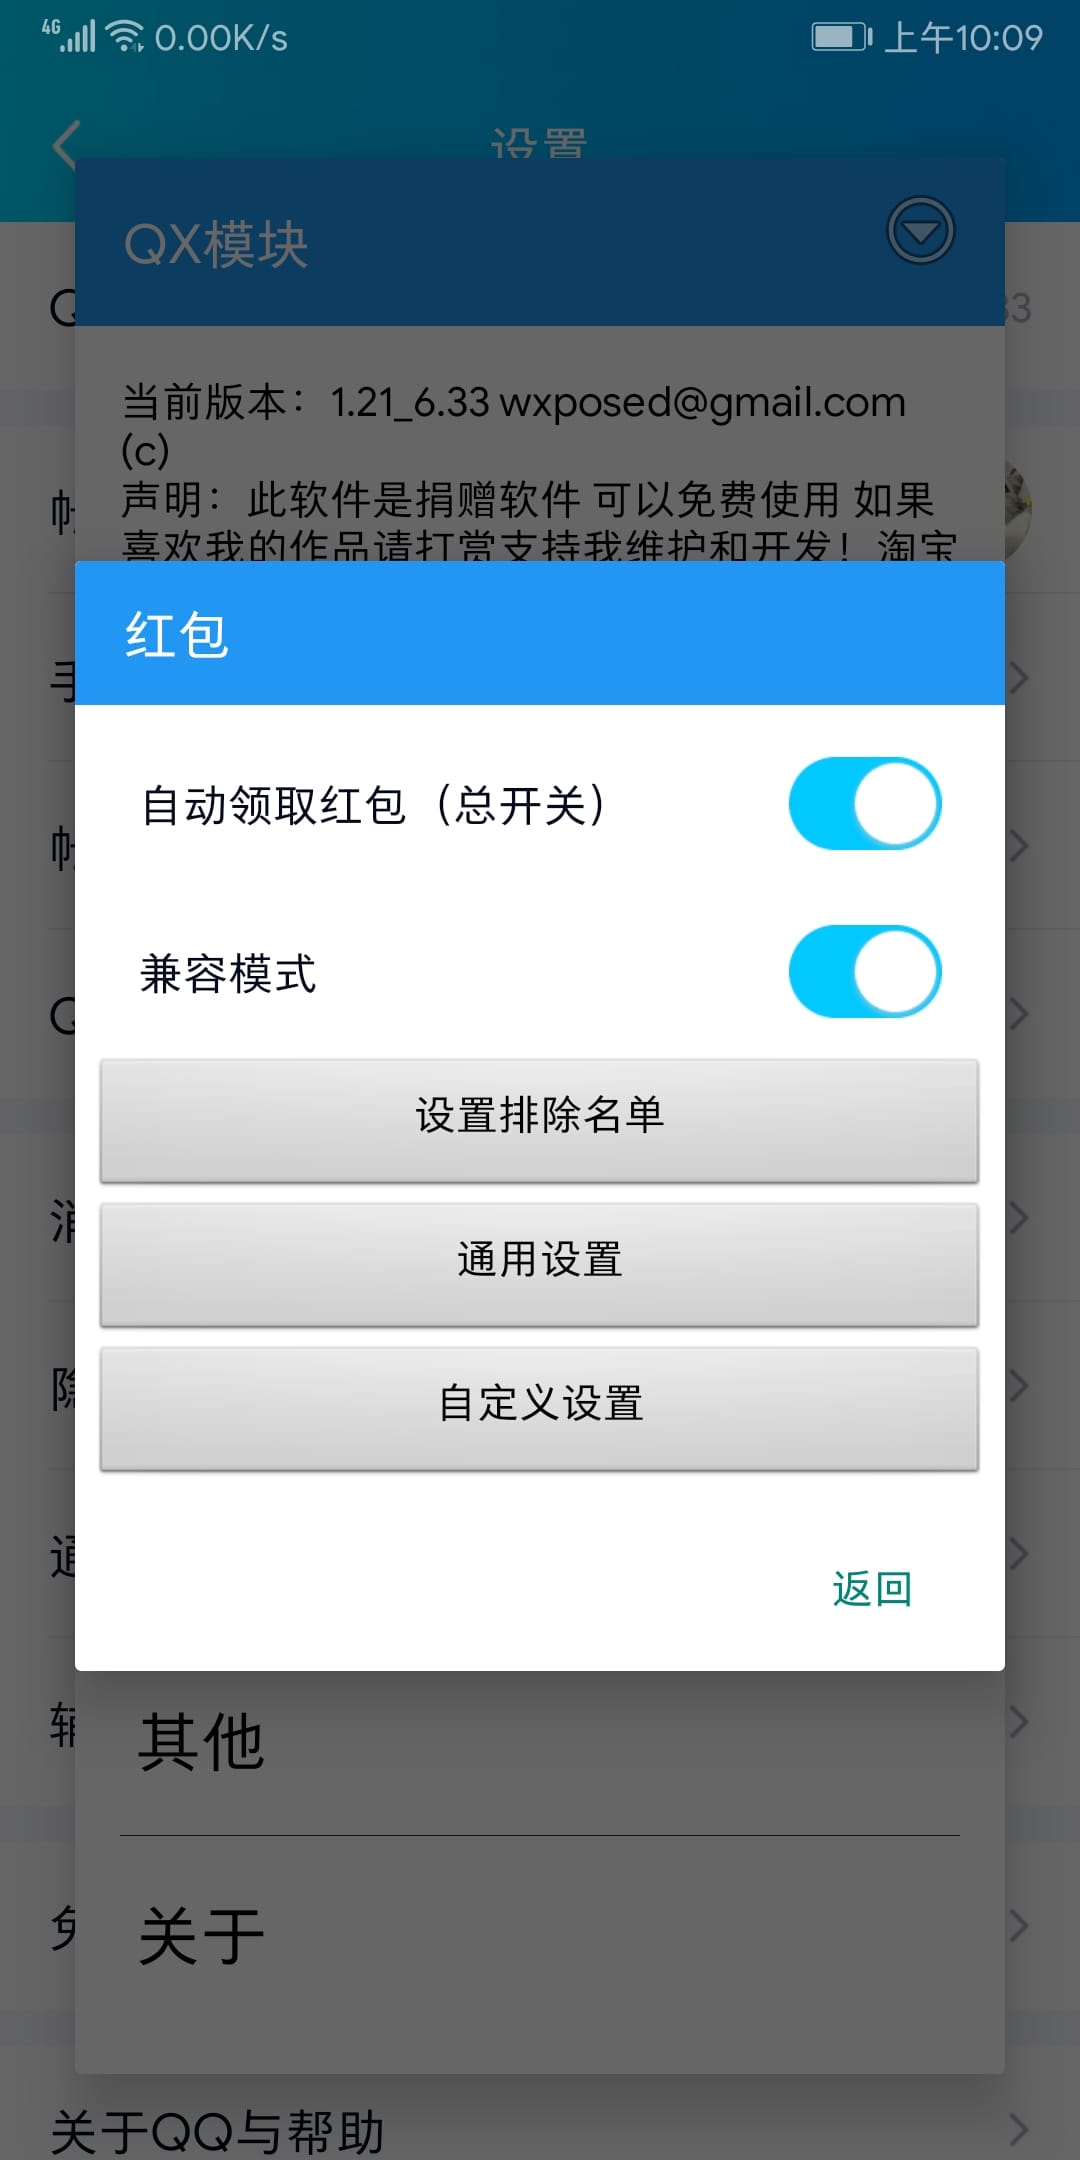 4G 0.00K/s 上午10:09
设置
QX模块
当前版本：1.21_6.33 wxposed@gmail.com
(c)
声明：此软件是捐赠软件 可以免费使用 如果
喜欢我的作品请打赏支持我维护和开发！淘宝
红包
自动领取红包（总开关）
兼容模式
设置排除名单
通用设置
自定义设置
返回
其他
关于
关于QQ与帮助